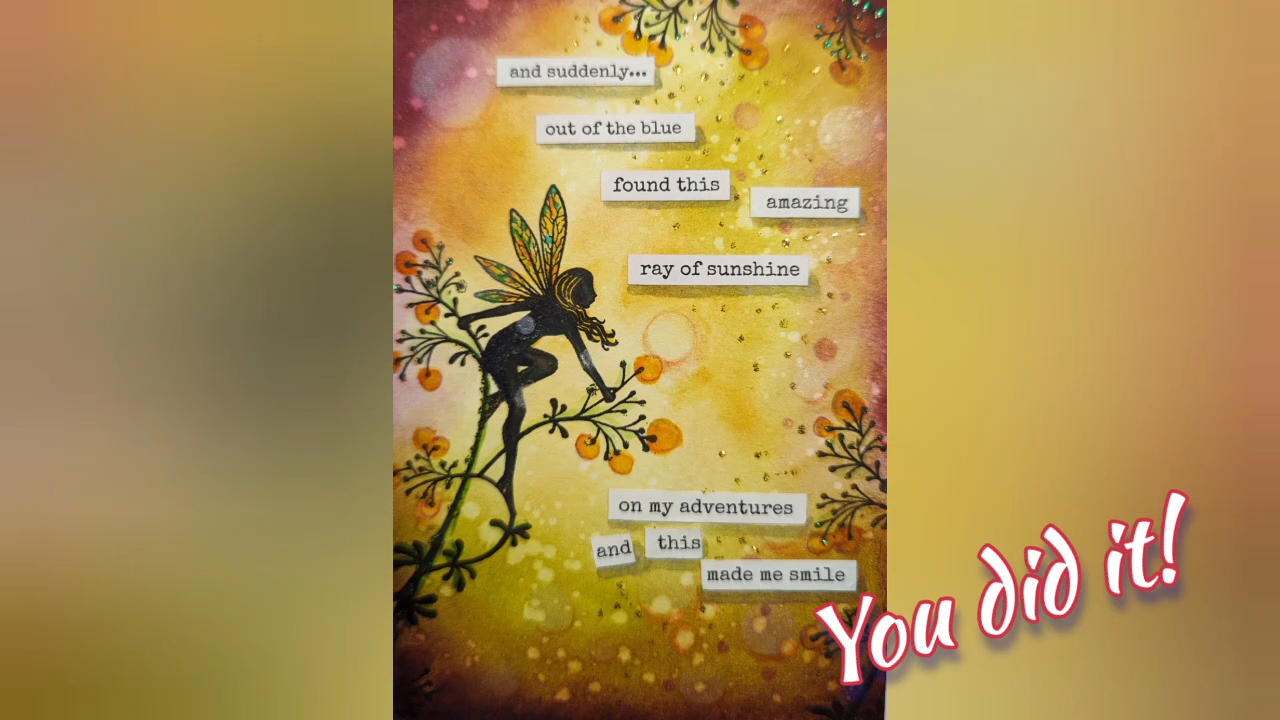 and suddenly...
out of the blue
found this
amazing
ray of sunshine
on my adventures
and this
made me smile
You did it!